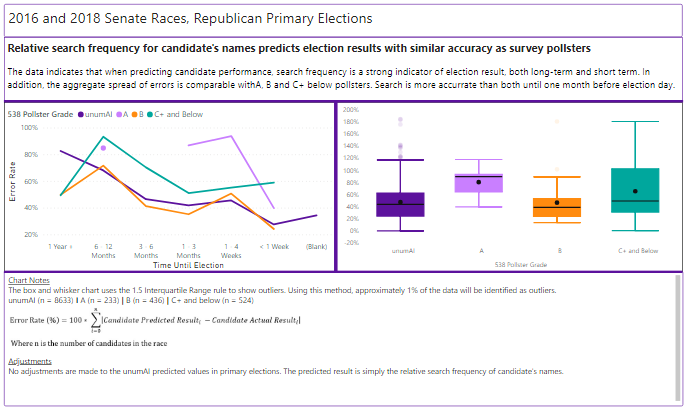 2016 and 2018 Senate Races, Republican Primary Elections
Relative search frequency for candidate's names predicts election results with similar accuracy as survey pollsters
The data indicates that when predicting candidate performance, search frequency is a strong indicator of election result, both long-term and short term. In
addition, the aggregate spread of errors is comparable withA, B and C+ below pollsters. Search is more accurrate than both until one month before election day.
538 Pollster Grade unumAI A B C+ and Below
100%
80%
60%
40%
20%
Error Rate
1 Year + 6 12 3 6 1 3 1 4 < 1 Week (Blank)
Months Months Months Weeks
Time Until Election
200%
180%
160%
140%
120%
100%
80%
60%
40%
20%
0%
-20%
unumAI A B C+ and Below
538 Pollster Grade
Chart Notes
The box and whisker chart uses the 1.5 Interquartile Range rule to show outliers. Using this method, approximately 1% of the data will be identified as outliers.
unumAI (n = 8633) I A (n = 233) | B (n = 436) | C+ and below (n = 524)
Error Rate (%) = 100 * ∑ |Candidate Predicted Result_i − Candidate Actual Result_i|
i=0
Where n is the number of candidates in the race
Adjustments
No adjustments are made to the unumAI predicted values in primary elections. The predicted result is simply the relative search frequency of candidate's names.